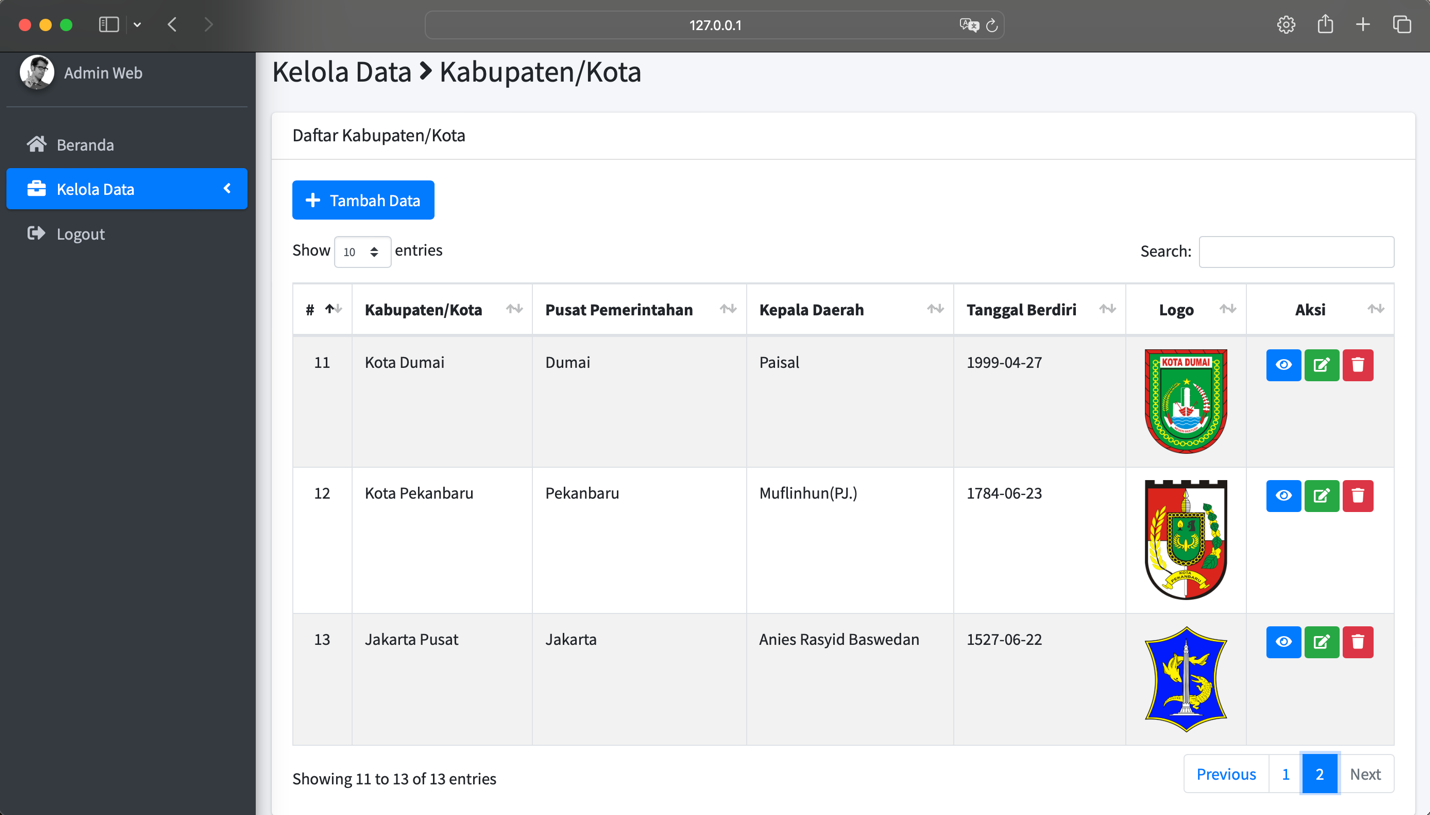 127.0.0.1
Admin Web
Beranda
Kelola Data
Logout
Kelola Data > Kabupaten/Kota
Daftar Kabupaten/Kota
+ Tambah Data
Show 10 entries
Search:
# Kabupaten/Kota Pusat Pemerintahan Kepala Daerah Tanggal Berdiri Logo Aksi
11 Kota Dumai Dumai Paisal 1999-04-27
KOTA DUMAI
12 Kota Pekanbaru Pekanbaru Muflinhun(PJ.) 1784-06-23
KOTA
PEKANBARU
13 Jakarta Pusat Jakarta Anies Rasyid Baswedan 1527-06-22
Showing 11 to 13 of 13 entries
Previous 1 2 Next